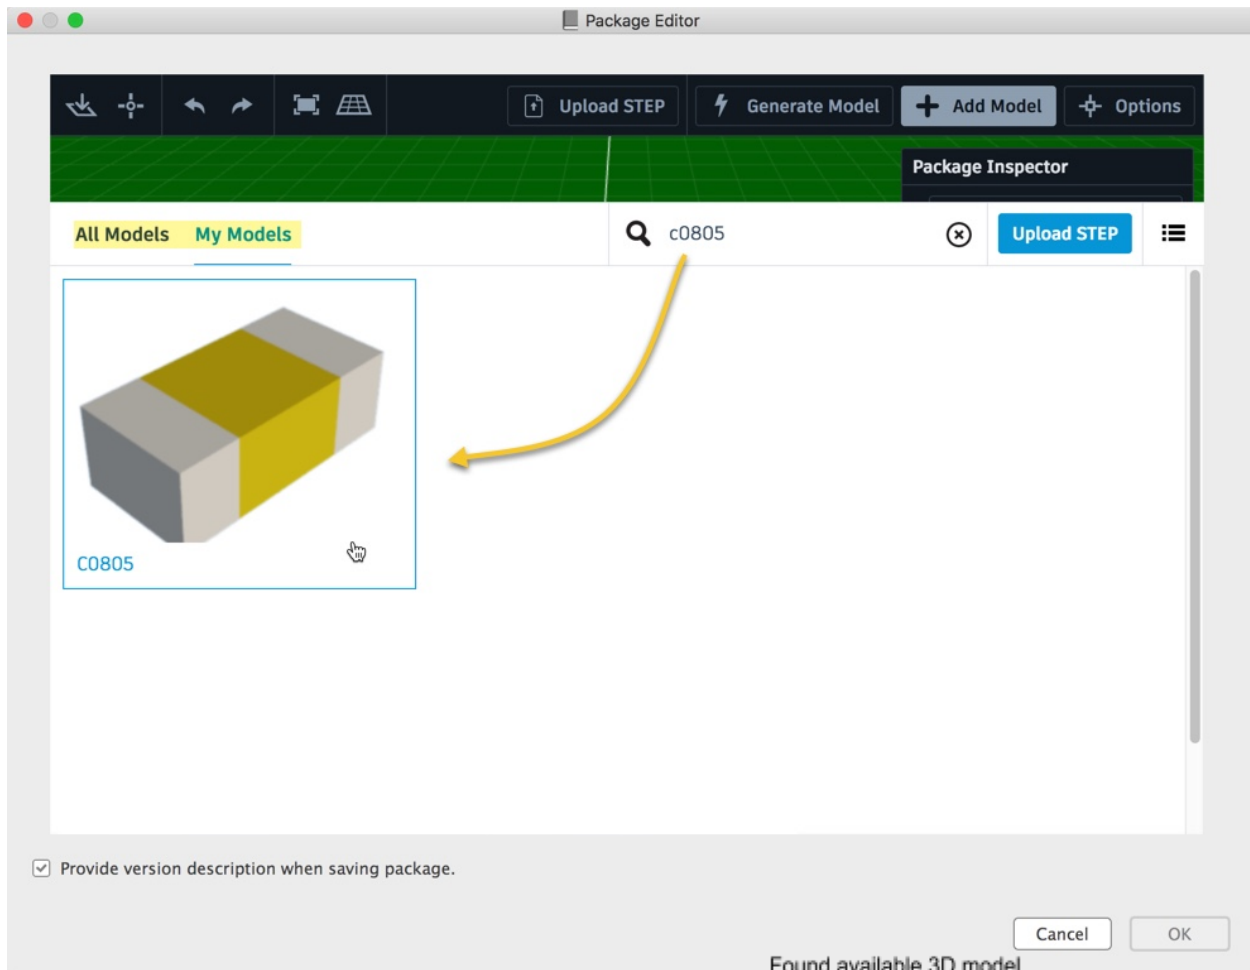 Package Editor
Upload STEP
Generate Model
Add Model
Options
Package Inspector
All Models
My Models
c0805
Upload STEP
C0805
Provide version description when saving package.
Cancel
OK
Found available 3D model